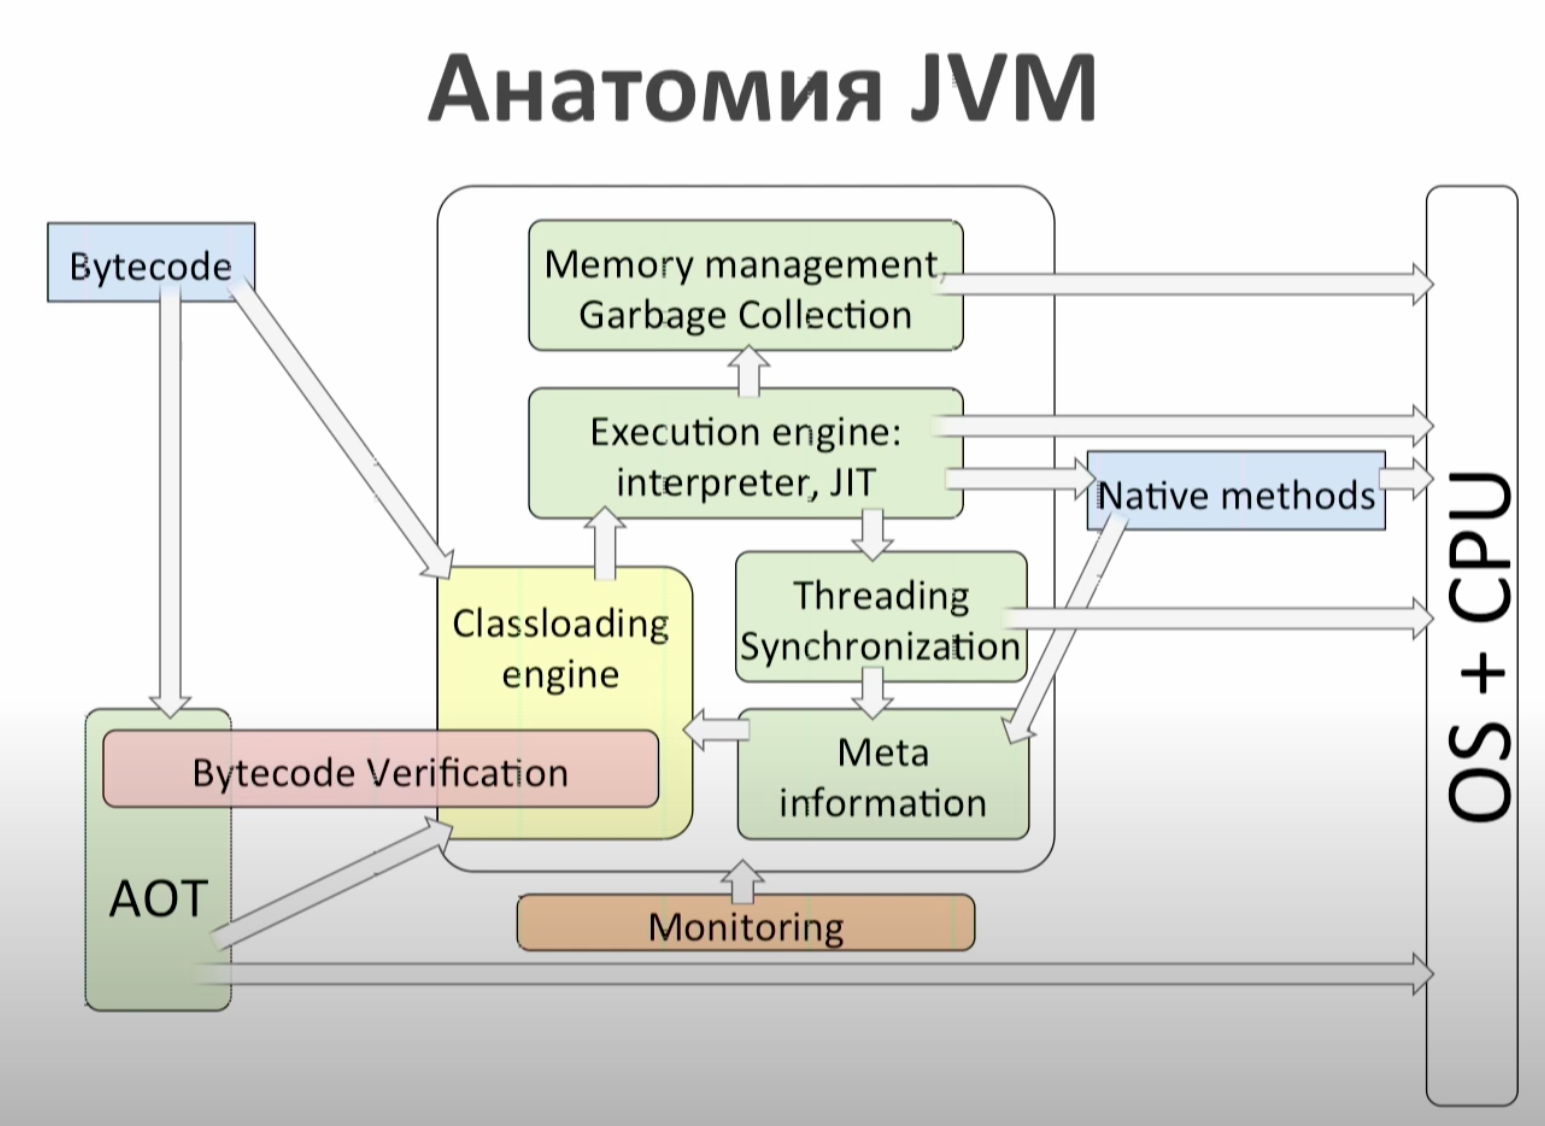 Анатомия JVM
Bytecode
Memory management,
Garbage Collection
Execution engine:
interpreter, JIT
Native methods
Threading
Synchronization
Classloading
engine
Meta
information
Bytecode Verification
AOT
Monitoring
OS + CPU